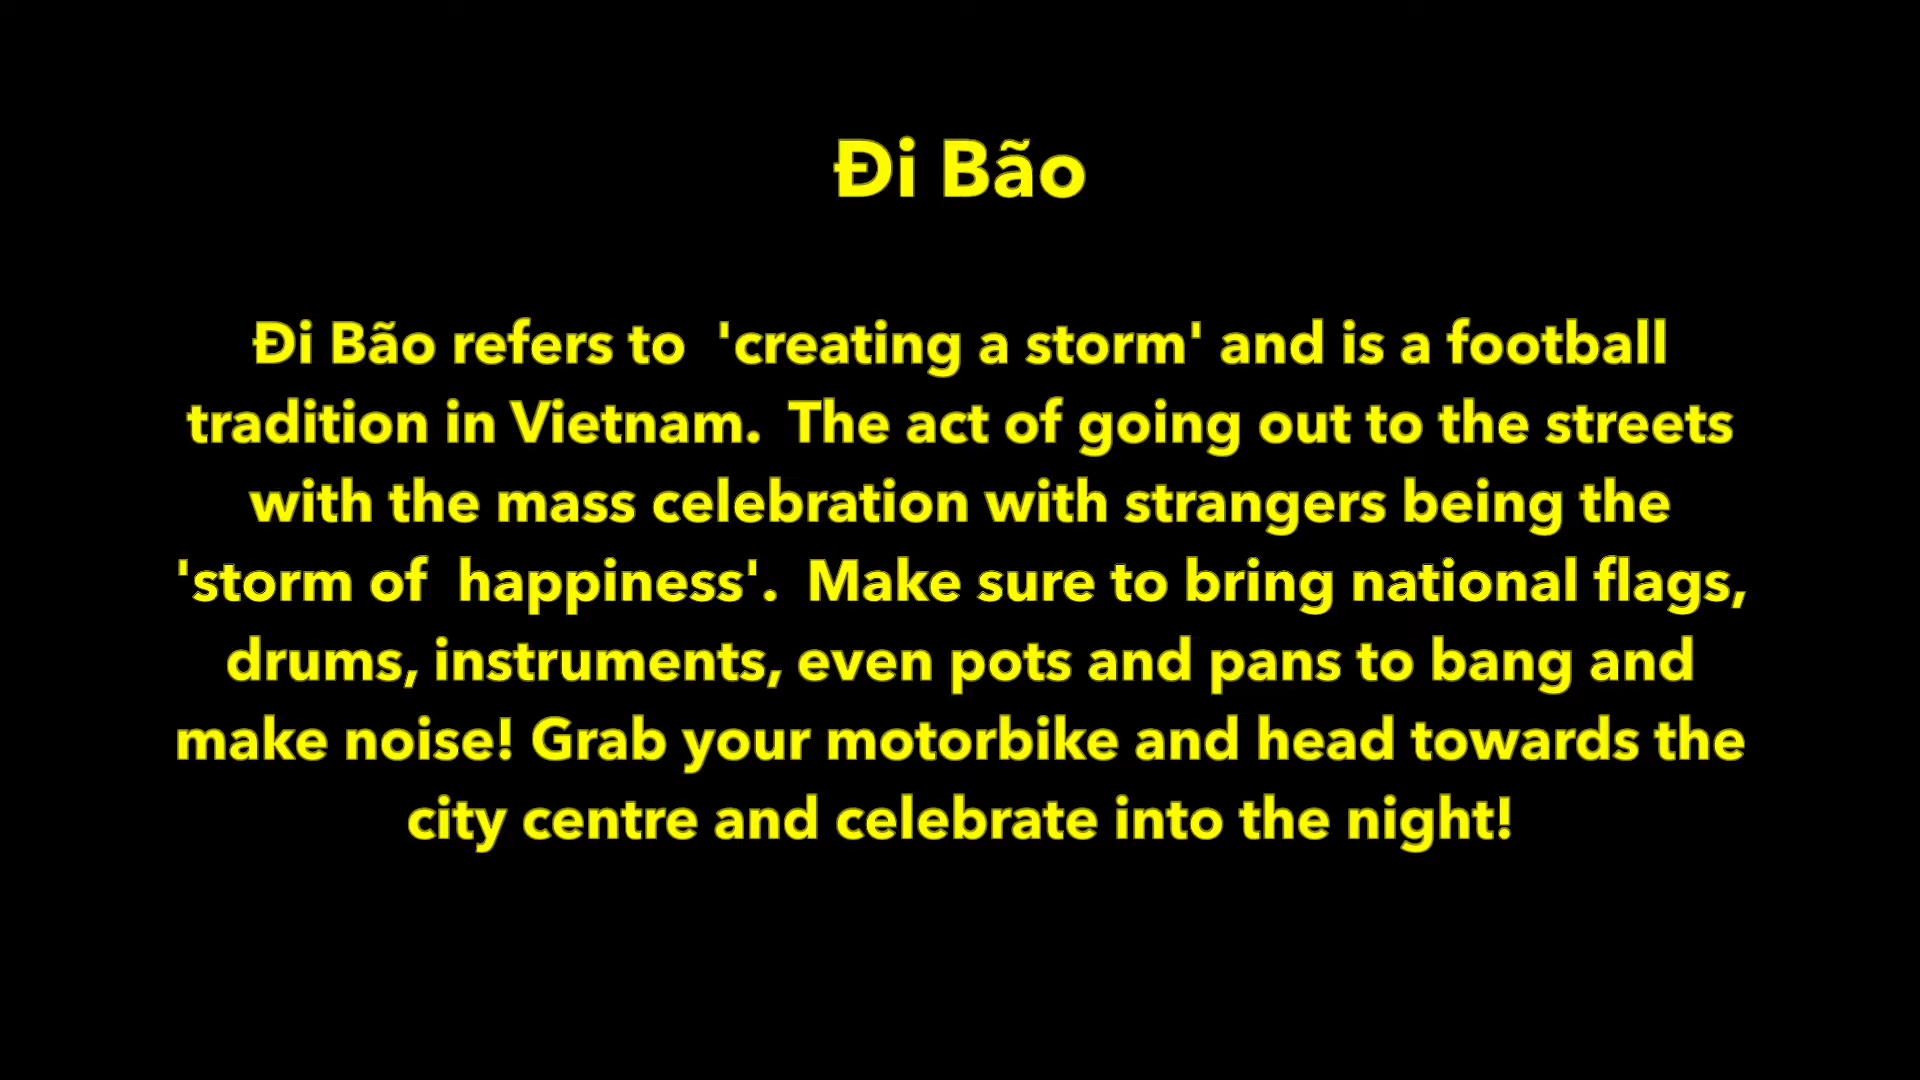 Đi Bão
Đi Bão refers to  'creating a storm' and is a football
tradition in Vietnam.  The act of going out to the streets
with the mass celebration with strangers being the
'storm of  happiness'.  Make sure to bring national flags,
drums, instruments, even pots and pans to bang and
make noise! Grab your motorbike and head towards the
city centre and celebrate into the night!